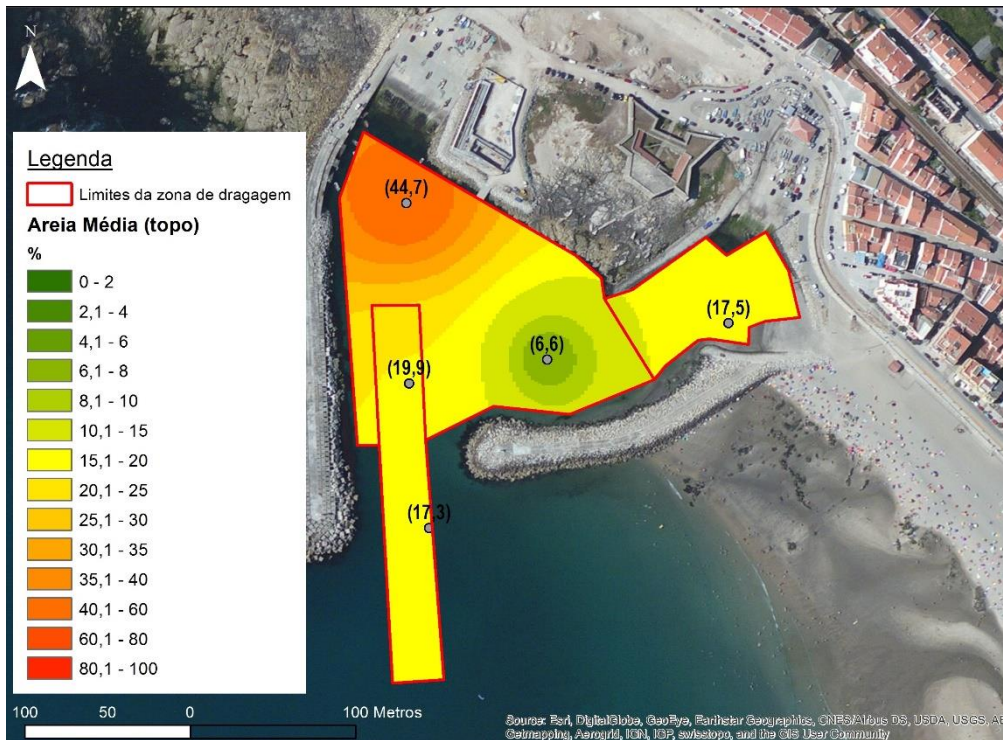 N
Legenda
Limites da zona de dragagem
Areia Média (topo)
%
0 - 2
2,1 - 4
4,1 - 6
6,1 - 8
8,1 - 10
10,1 - 15
15,1 - 20
20,1 - 25
25,1 - 30
30,1 - 35
35,1 - 40
40,1 - 60
60,1 - 80
80,1 - 100
(44,7)
(17,5)
(6,6)
(19,9)
(17,3)
100 50 0 100 Metros
Source: Esri, DigitalGlobe, GeoEye, Earthstar Geographics, CNES/Airbus DS, USDA, USGS,
Getmapping, Aerogrid, IGN, IGP, swisstopo, and the GIS User Community